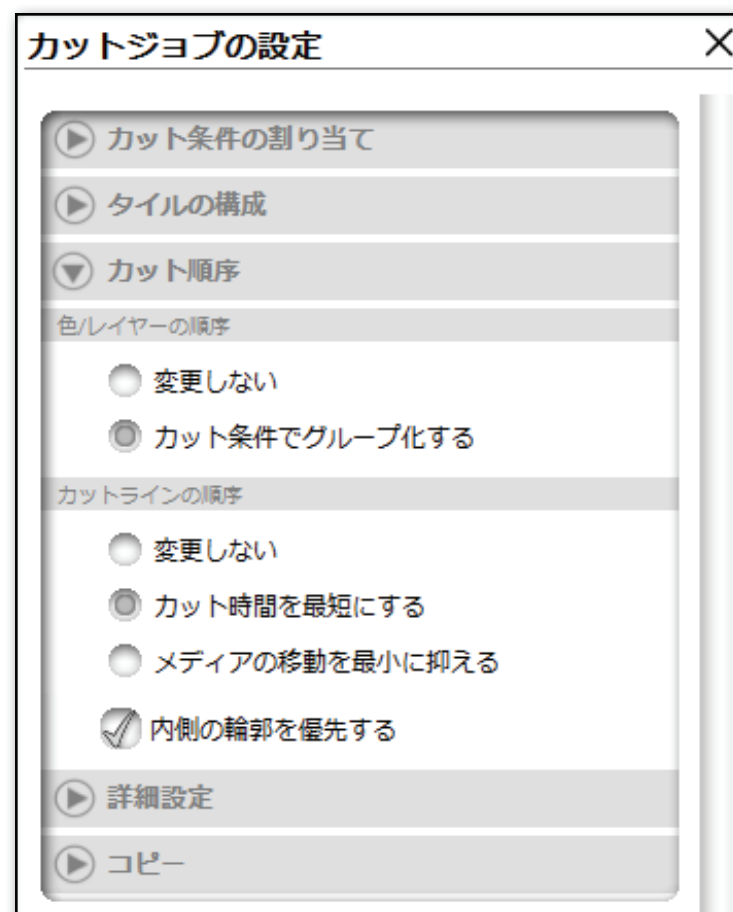 カットジョブの設定
カット条件の割り当て
タイルの構成
カット順序
色/レイヤーの順序
変更しない
カット条件でグループ化する
カットラインの順序
変更しない
カット時間を最短にする
メディアの移動を最小に抑える
内側の輪郭を優先する
詳細設定
コピー